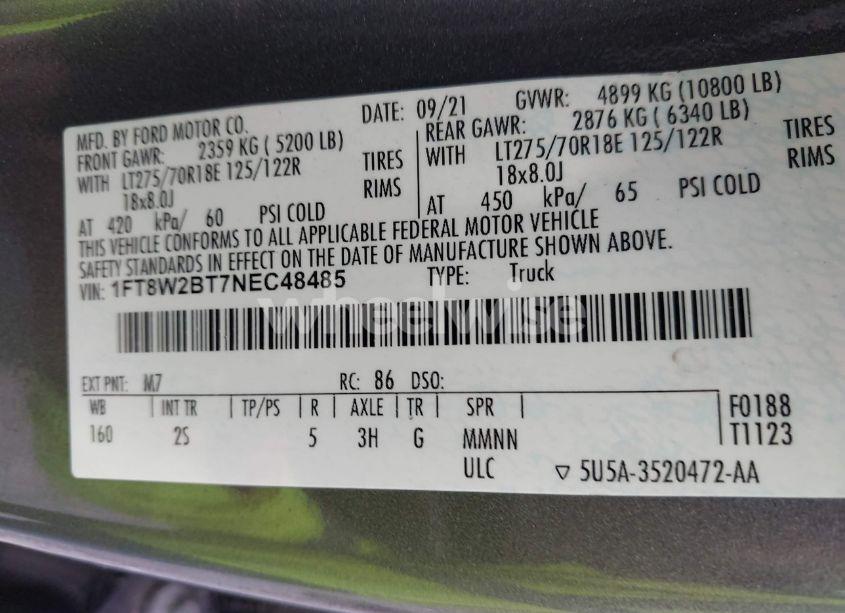 MFD. BY FORD MOTOR CO. DATE: 09/21 GVWR: 4899 KG (10800 LB)
FRONT GAWR: 2359 KG ( 5200 LB) REAR GAWR: 2876 KG ( 6340 LB)
WITH LT275/70R18E 125/122R TIRES WITH LT275/70R18E 125/122R TIRES
18x8.0J RIMS 18x8.0J RIMS
AT 420 kPa/ 60 PSI COLD AT 450 kPa/ 65 PSI COLD
THIS VEHICLE CONFORMS TO ALL APPLICABLE FEDERAL MOTOR VEHICLE
SAFETY STANDARDS IN EFFECT ON THE DATE OF MANUFACTURE SHOWN ABOVE.
VIN: 1FT8W2BT7NEC48485 TYPE: Truck
wheelwise
EXT PNT: M7 RC: 86 DSO:
WB | INT TR | TP/PS | R | AXLE | TR | SPR | F0188
160 2S 5 3H G MMNN T1123
ULC ▽ 5U5A-3520472-AA